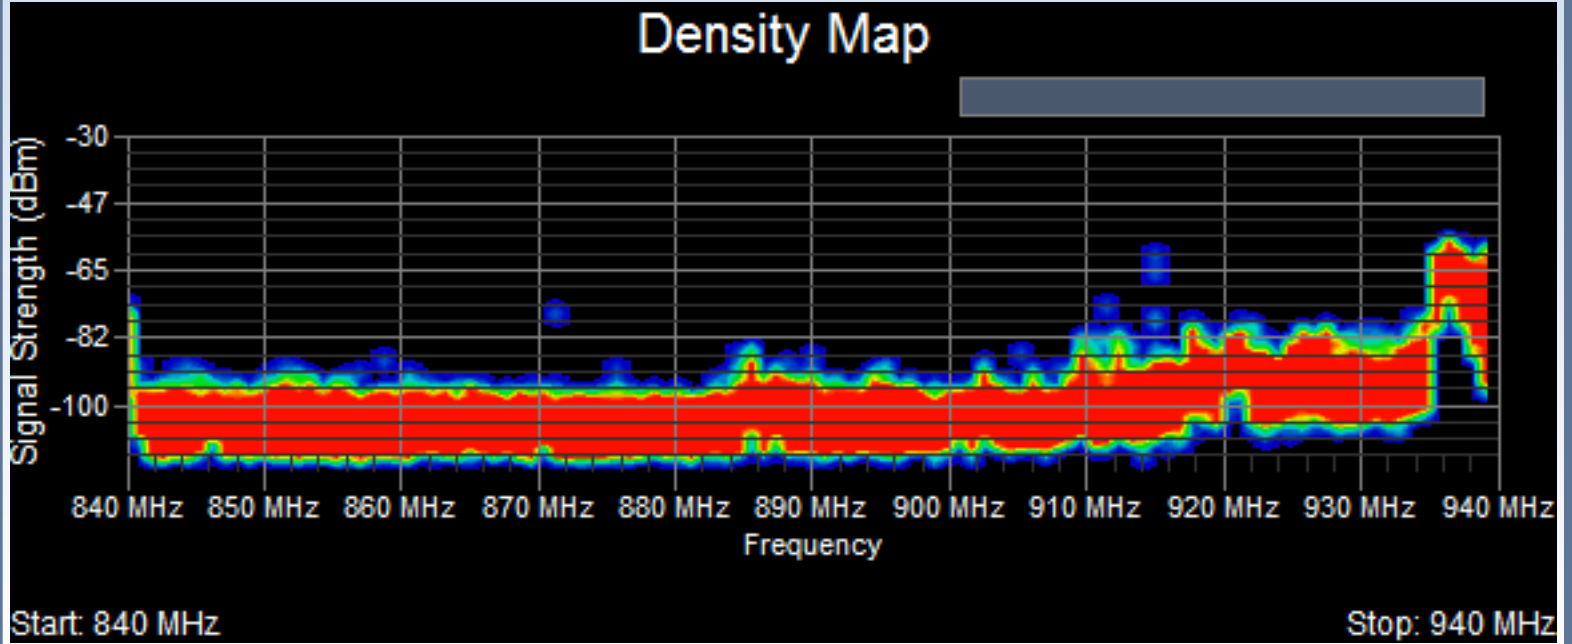 Density Map
Signal Strength (dBm)
-30
-47
-65
-82
-100
840 MHz 850 MHz 860 MHz 870 MHz 880 MHz 890 MHz 900 MHz 910 MHz 920 MHz 930 MHz 940 MHz
Frequency
Start: 840 MHz Stop: 940 MHz